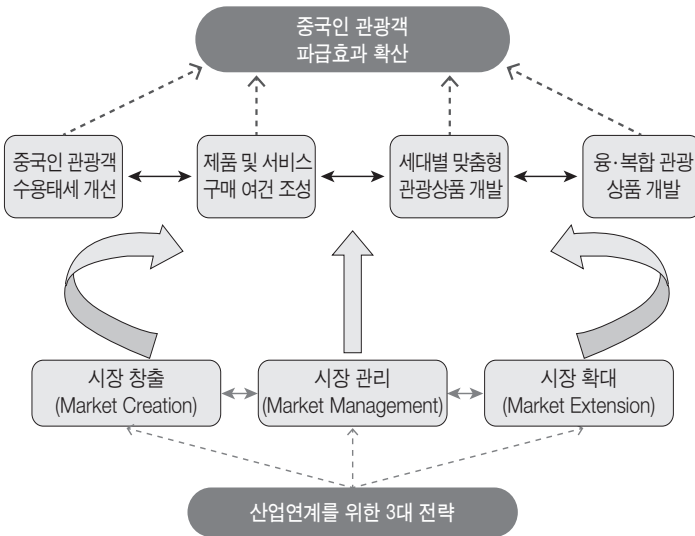 중국인 관광객
파급효과 확산
중국인 관광객
수용태세 개선
제품 및 서비스
구매 여건 조성
세대별 맞춤형
관광상품 개발
융·복합 관광
상품 개발
시장 창출
(Market Creation)
시장 관리
(Market Management)
시장 확대
(Market Extension)
산업연계를 위한 3대 전략